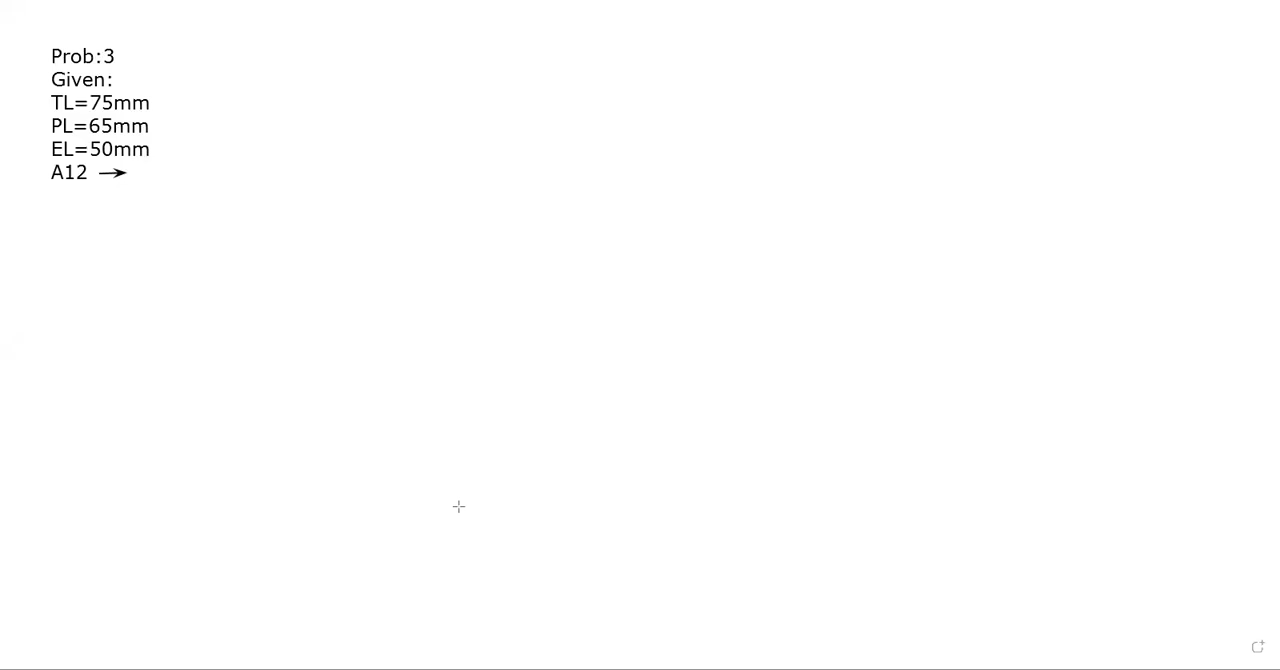 Prob:3
Given:
TL=75mm
PL=65mm
EL=50mm
A12 →